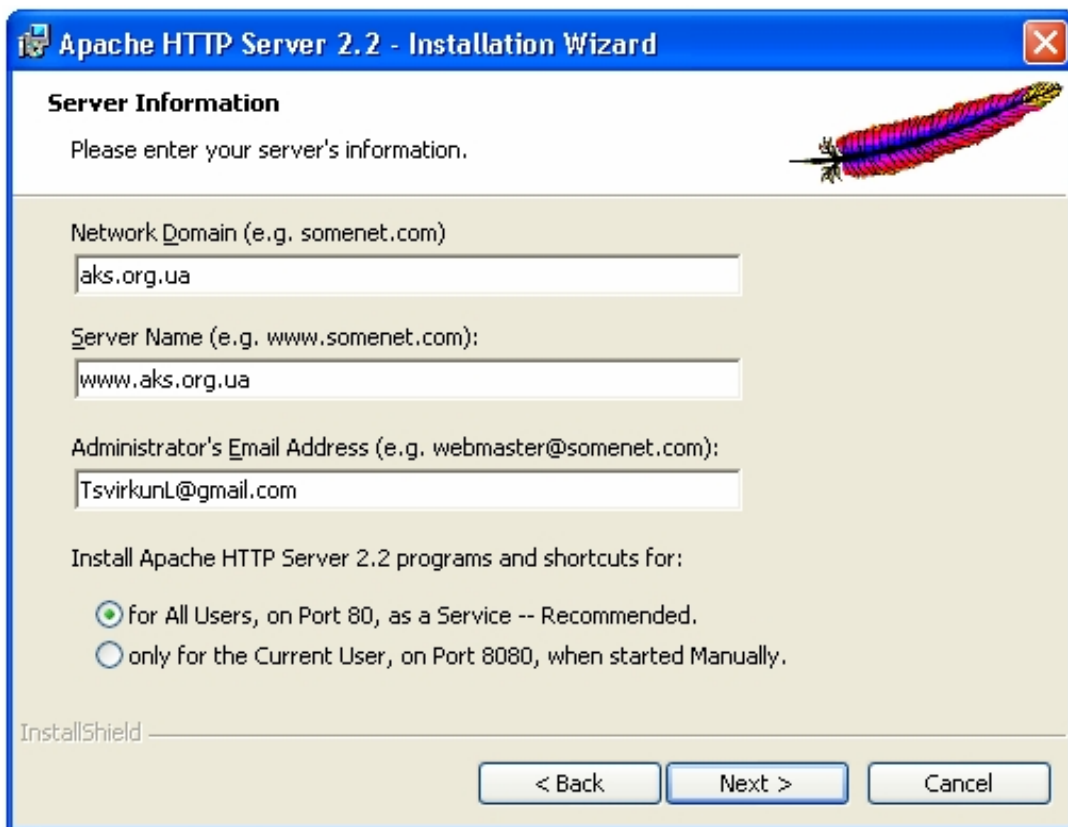 Apache HTTP Server 2.2 - Installation Wizard
Server Information
Please enter your server's information.
Network Domain (e.g. somenet.com)
aks.org.ua
Server Name (e.g. www.somenet.com):
www.aks.org.ua
Administrator's Email Address (e.g. webmaster@somenet.com):
TsvirkunL@gmail.com
Install Apache HTTP Server 2.2 programs and shortcuts for:
for All Users, on Port 80, as a Service -- Recommended.
only for the Current User, on Port 8080, when started Manually.
InstallShield
< Back Next > Cancel